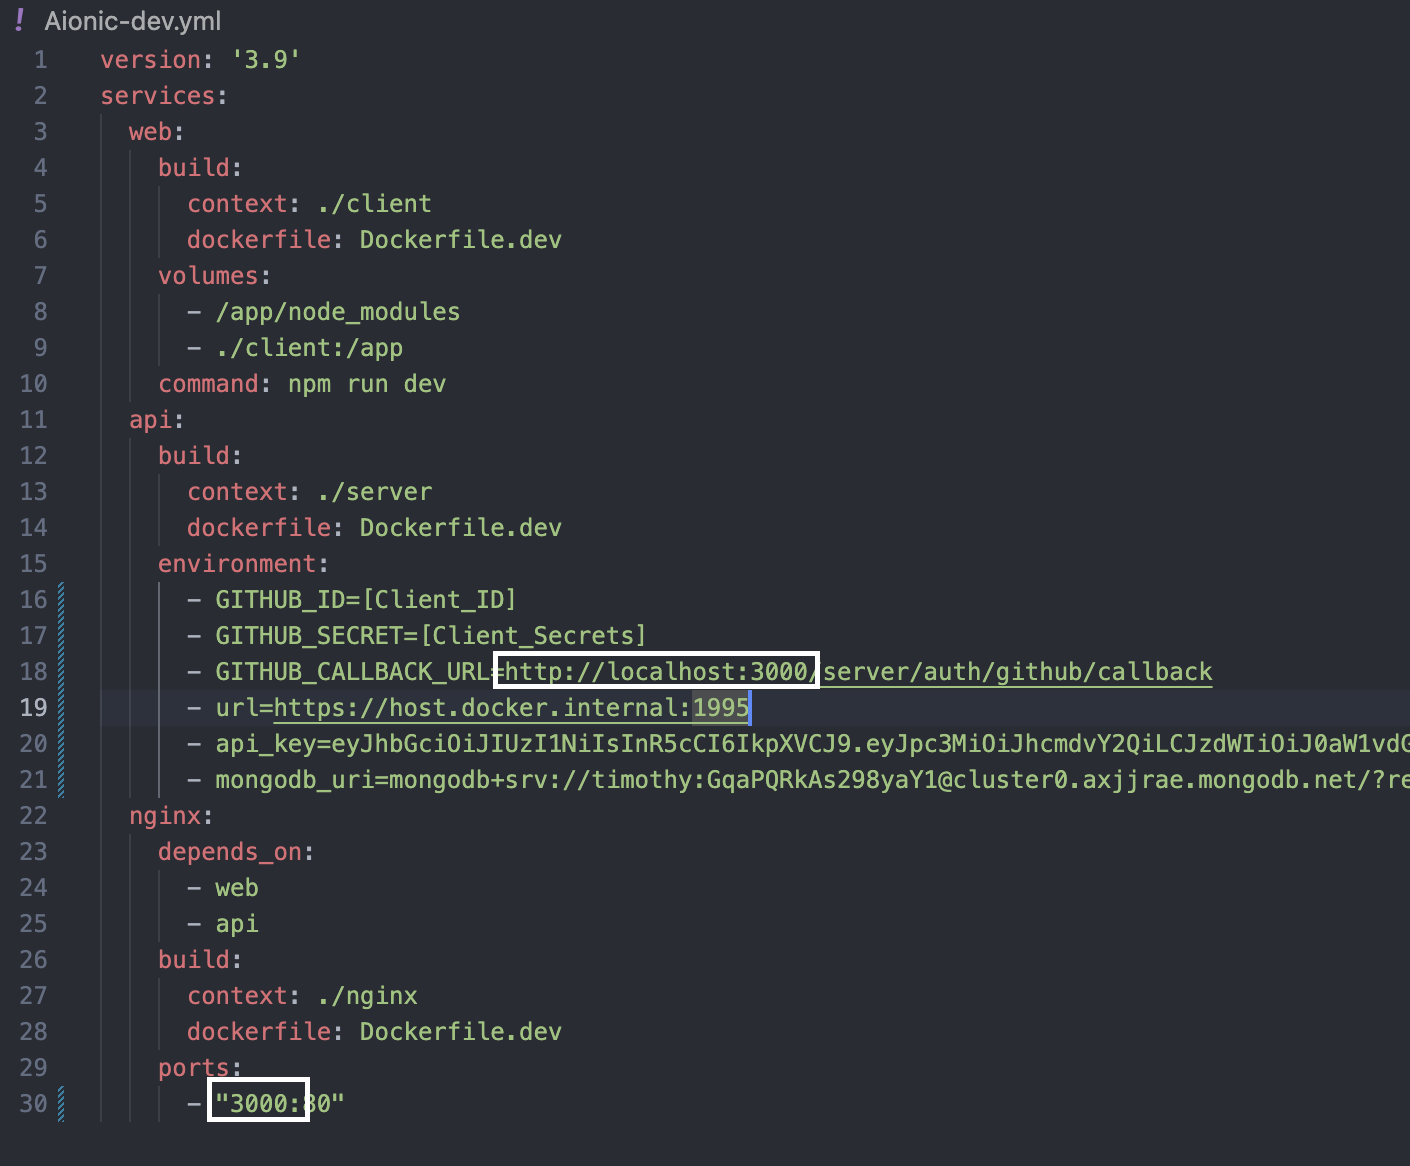 ! Aionic-dev.yml
1 version: '3.9'
2 services:
3 web:
4 build:
5 context: ./client
6 dockerfile: Dockerfile.dev
7 volumes:
8 - /app/node_modules
9 - ./client:/app
10 command: npm run dev
11 api:
12 build:
13 context: ./server
14 dockerfile: Dockerfile.dev
15 environment:
16 - GITHUB_ID=[Client_ID]
17 - GITHUB_SECRET=[Client_Secrets]
18 - GITHUB_CALLBACK_URL=http://localhost:3000/server/auth/github/callback
19 - url=https://host.docker.internal:1995
20 - api_key=eyJhbGciOiJIUzI1NiIsInR5cCI6IkpXVCJ9.eyJpc3MiOiJhcmdvY2QiLCJzdWIiOiJ0aW1vdG
21 - mongodb_uri=mongodb+srv://timothy:GqaPQRkAs298yaY1@cluster0.axjjrae.mongodb.net/?re
22 nginx:
23 depends_on:
24 - web
25 - api
26 build:
27 context: ./nginx
28 dockerfile: Dockerfile.dev
29 ports:
30 - "3000:80"